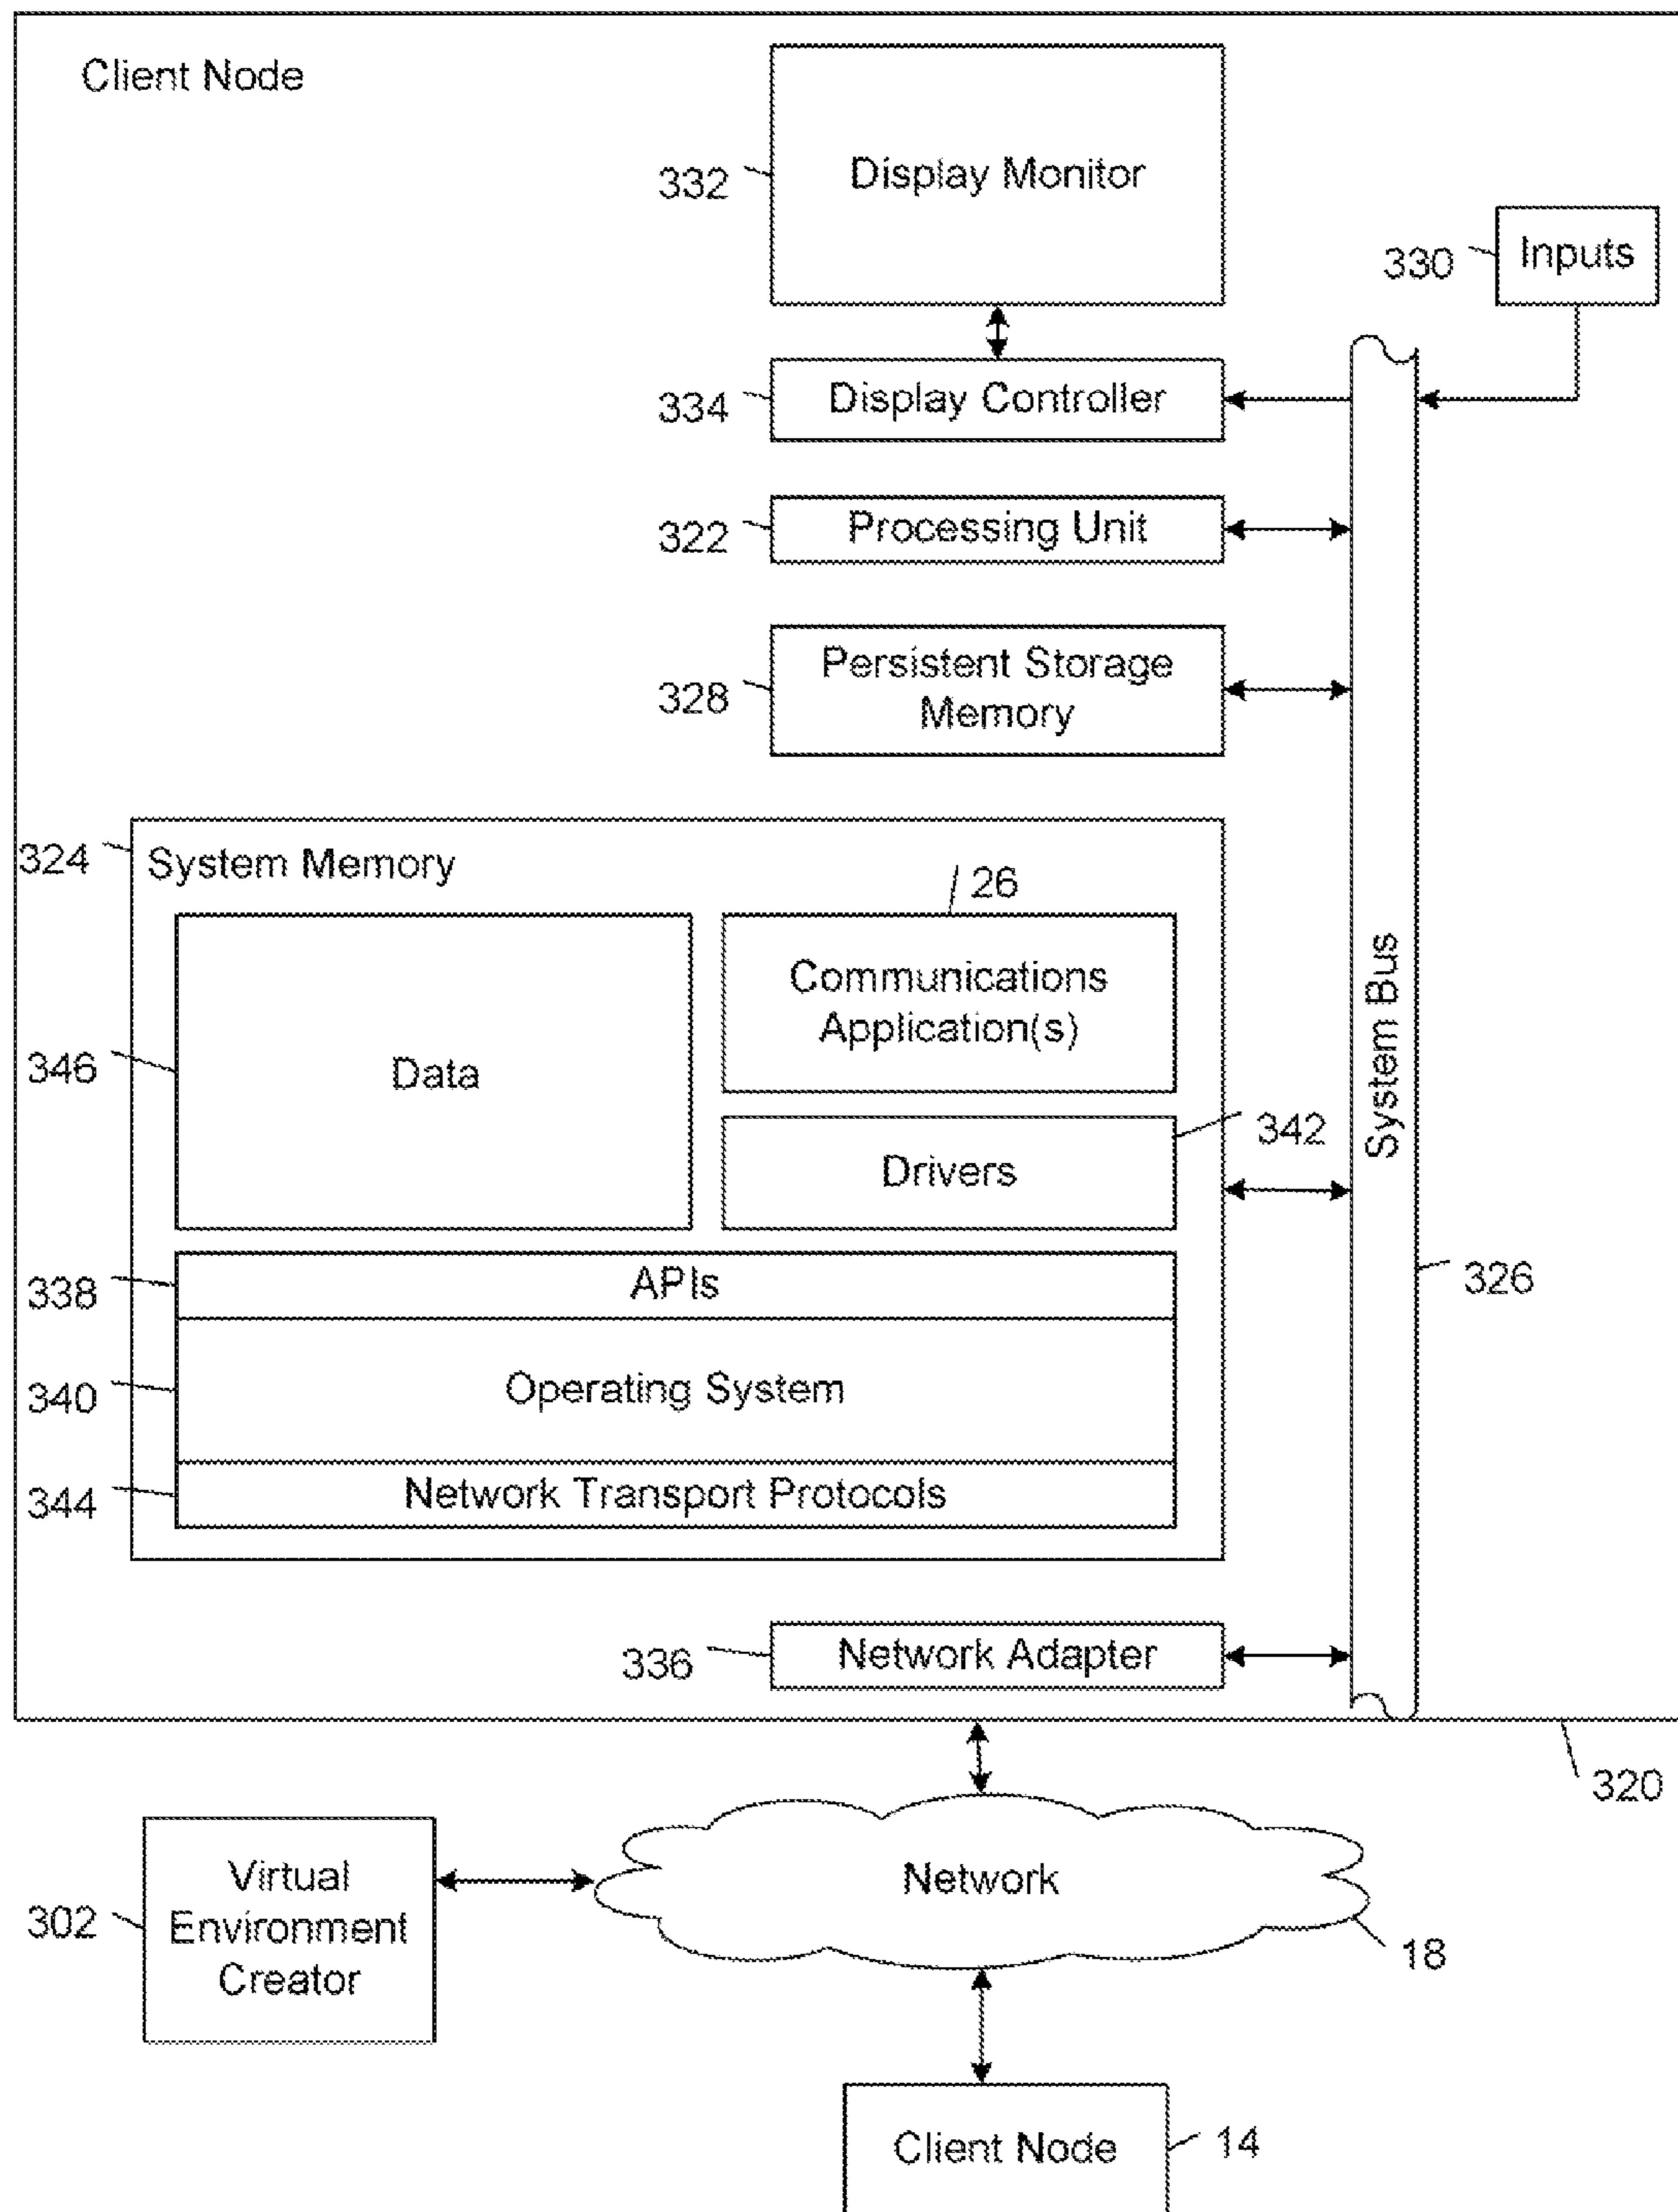 Client Node
332
Display Monitor
330
Inputs
334
Display Controller
322
Processing Unit
328
Persistent Storage
Memory
324
System Memory
26
Communications
Application(s)
346
Data
342
Drivers
System Bus
338
APIs
326
340
Operating System
344
Network Transport Protocols
336
Network Adapter
320
302
Virtual
Environment
Creator
Network
18
Client Node
14